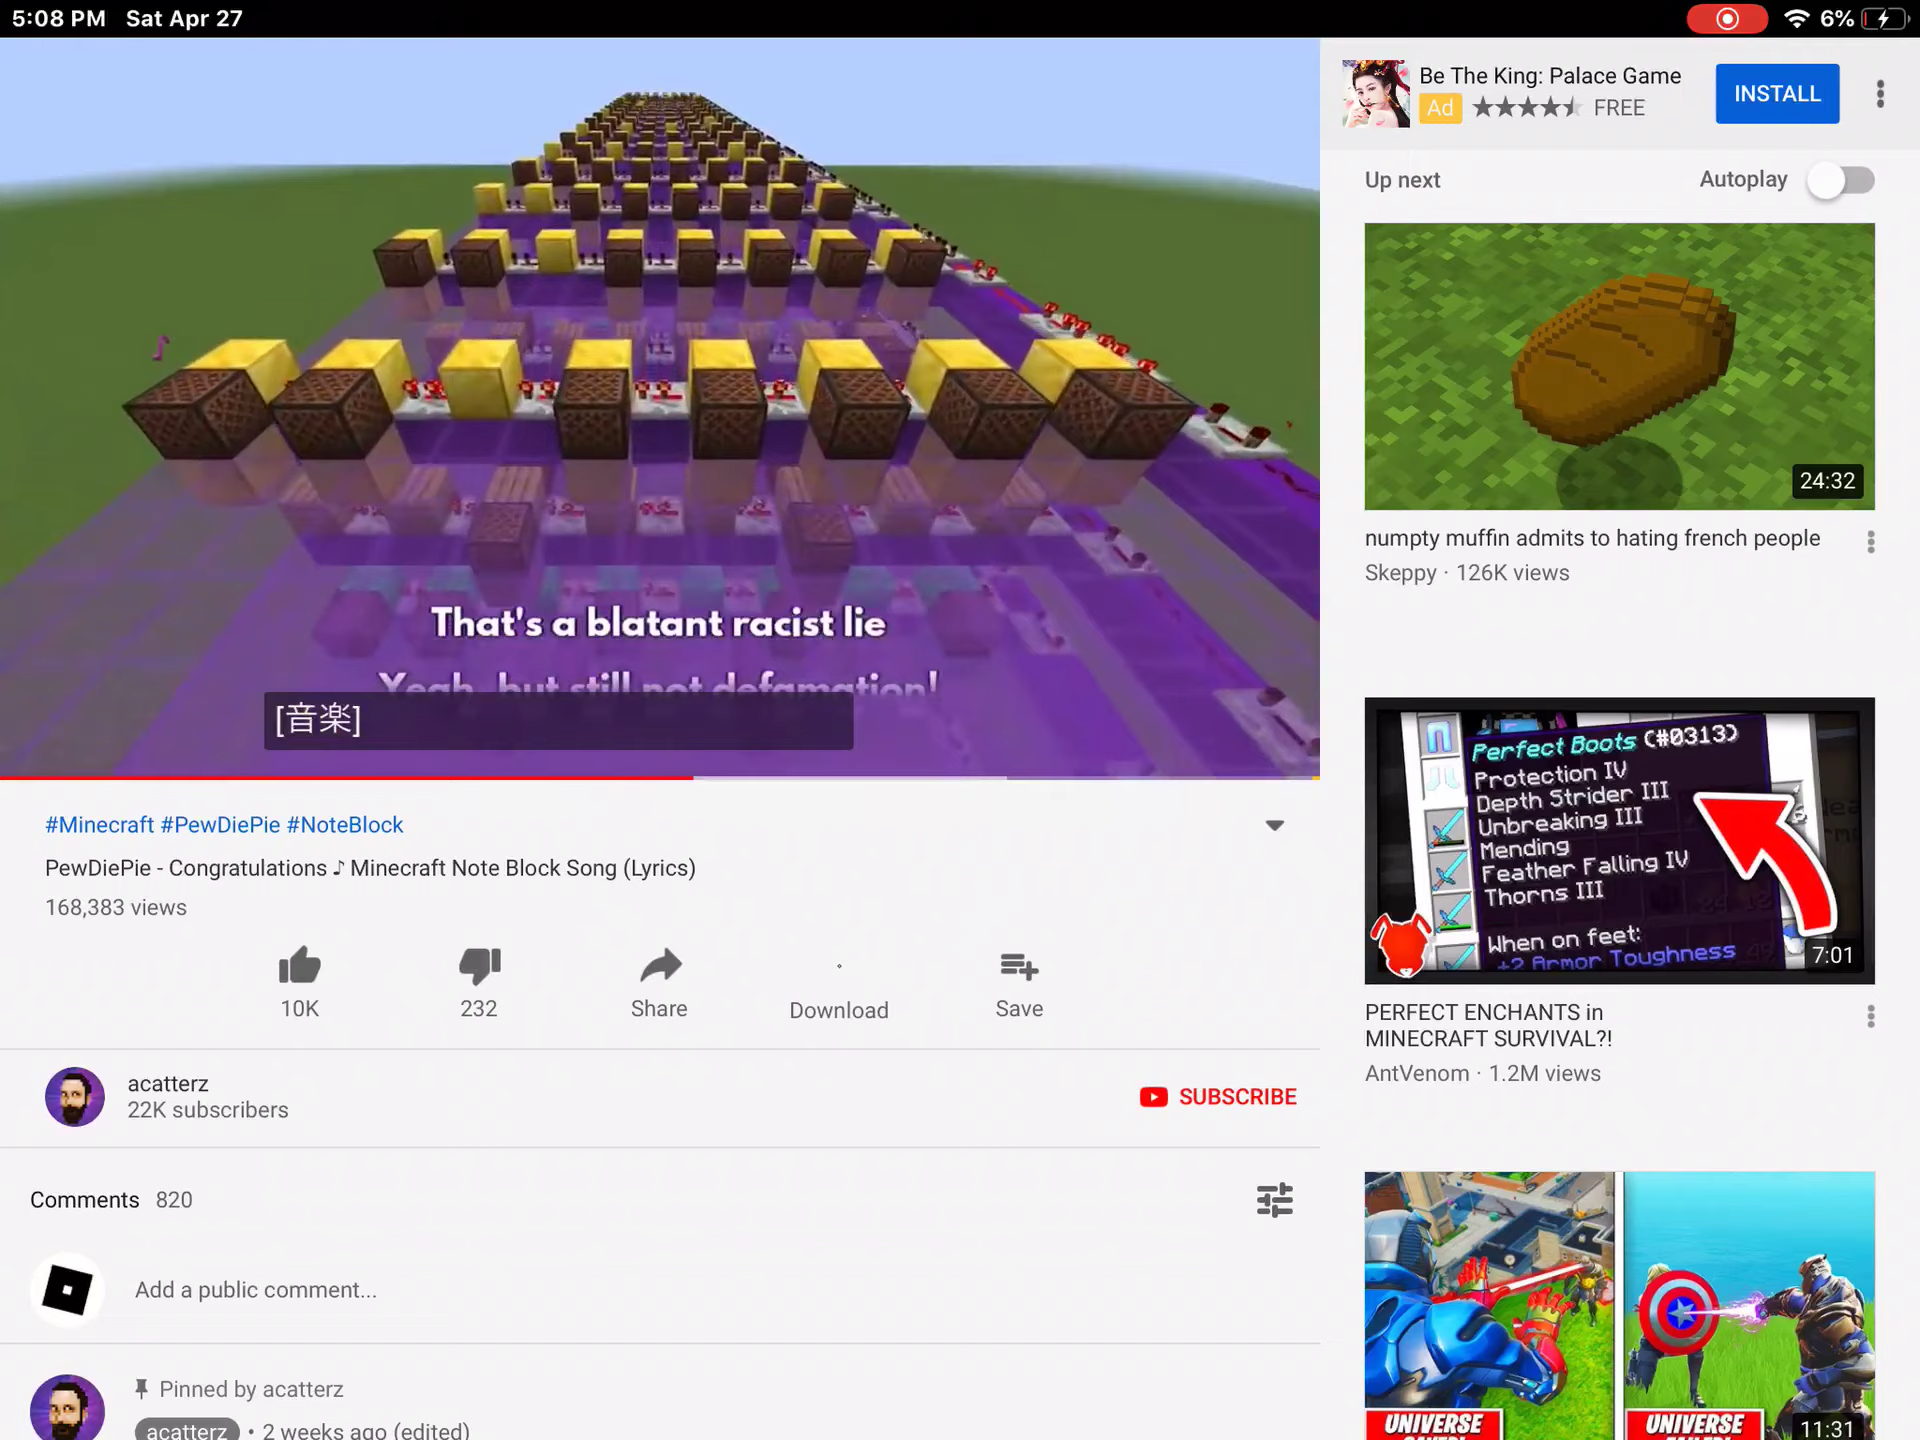 5:08 PM Sat Apr 27
6%
That's a blatant racist lie
Yeah, but still not defamation!
[音楽]
#Minecraft #PewDiePie #NoteBlock
PewDiePie - Congratulations ♪ Minecraft Note Block Song (Lyrics)
168,383 views
10K
232
Share
Download
Save
acatterz
22K subscribers
SUBSCRIBE
Comments 820
Add a public comment...
Pinned by acatterz
acatterz • 2 weeks ago (edited)
Be The King: Palace Game
Ad FREE
INSTALL
Up next
Autoplay
24:32
numpty muffin admits to hating french people
Skeppy · 126K views
Perfect Boots (#0313)
Protection IV
Depth Strider III
Unbreaking III
Mending
Feather Falling IV
Thorns III
When on feet:
+2 Armor Toughness
7:01
PERFECT ENCHANTS in
MINECRAFT SURVIVAL?!
AntVenom · 1.2M views
UNIVERSE
UNIVERSE
11:31